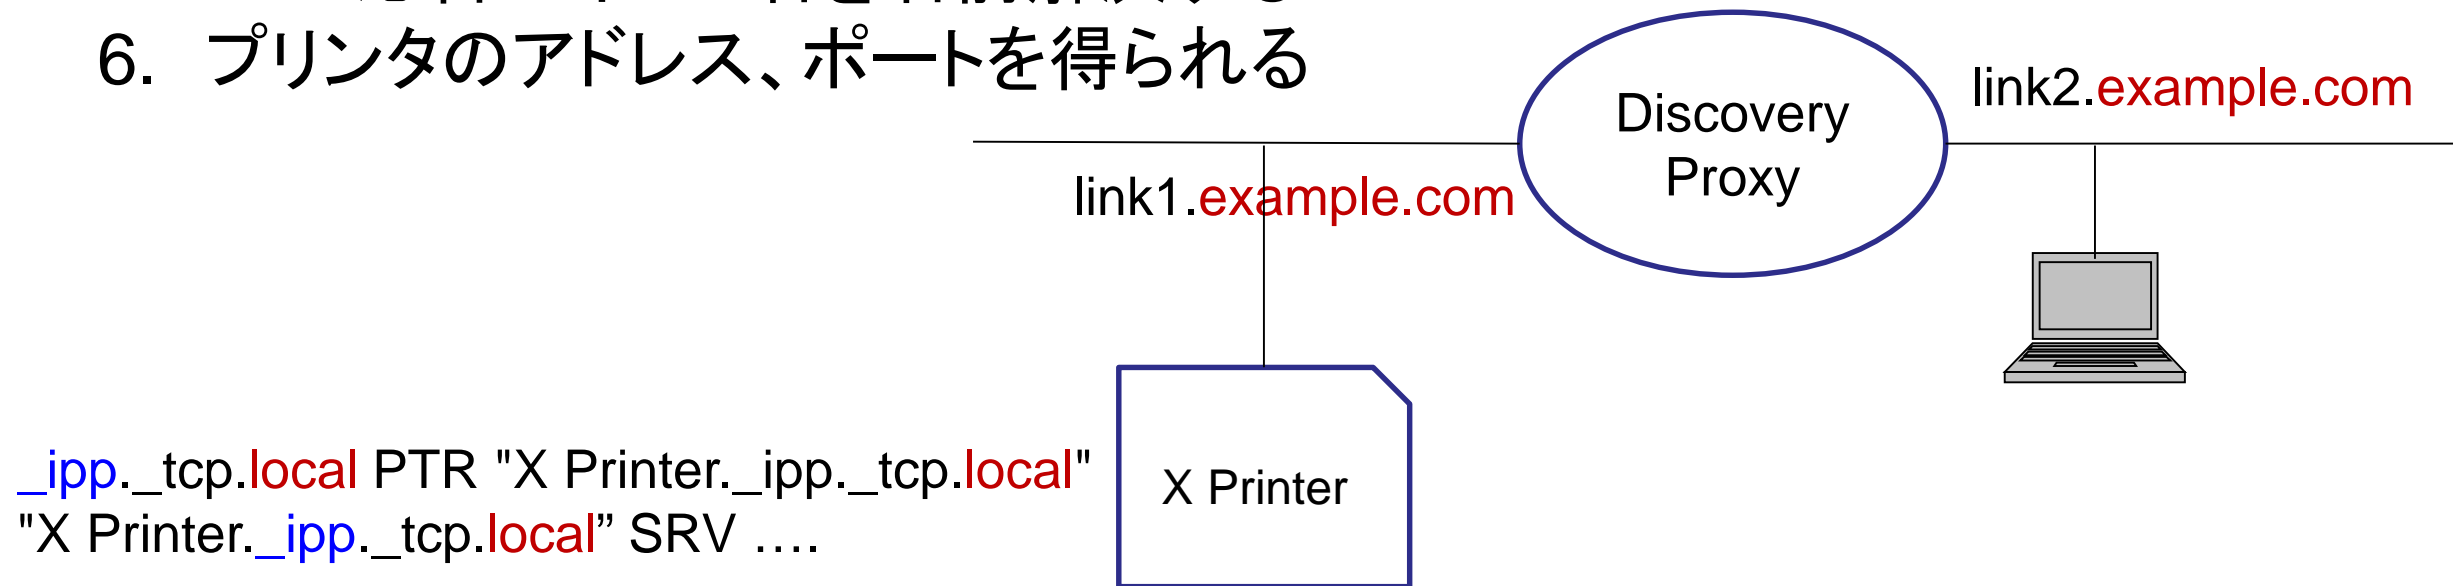 6. プリンタのアドレス、ポートを得られる
Discovery
Proxy
link2.example.com
link1.example.com
X Printer
_ipp._tcp.local PTR "X Printer._ipp._tcp.local"
"X Printer._ipp._tcp.local” SRV ….